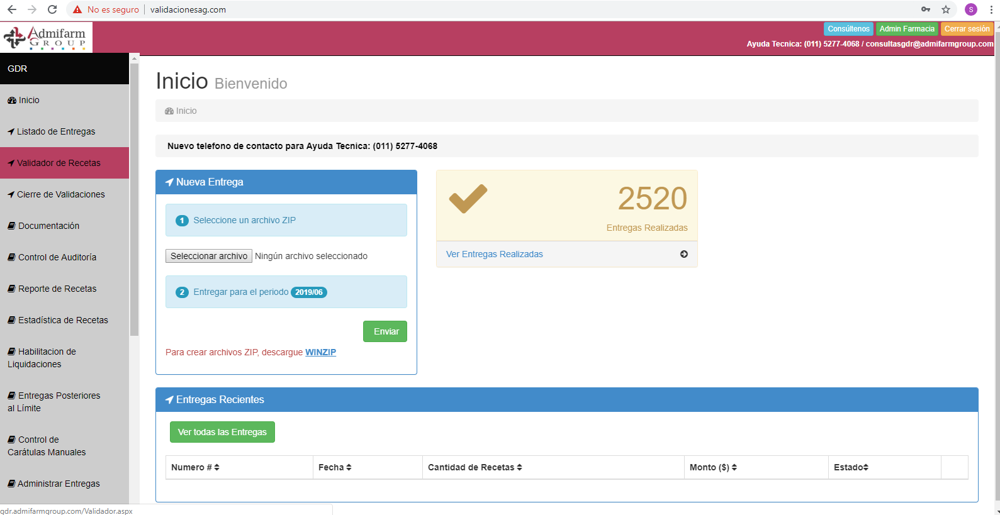 No es seguro | validacionesag.com
S
Admifarm
GROUP
Consúltenos
Admin Farmacia
Cerrar sesión
Ayuda Tecnica: (011) 5277-4068 / consultasgdr@admifarmgroup.com
GDR
Inicio
Listado de Entregas
Validador de Recetas
Cierre de Validaciones
Documentación
Control de Auditoría
Reporte de Recetas
Estadística de Recetas
Habilitacion de
Liquidaciones
Entregas Posteriores
al Límite
Control de
Carátulas Manuales
Administrar Entregas
Inicio Bienvenido
Inicio
Nuevo telefono de contacto para Ayuda Tecnica: (011) 5277-4068
Nueva Entrega
1 Seleccione un archivo ZIP
Seleccionar archivo Ningún archivo seleccionado
2 Entregar para el periodo 2019/06
Enviar
Para crear archivos ZIP, descargue WINZIP
2520
Entregas Realizadas
Ver Entregas Realizadas
Entregas Recientes
Ver todas las Entregas
Numero # Fecha Cantidad de Recetas Monto ($) Estado
gdr.admifarmgroup.com/Validador.aspx